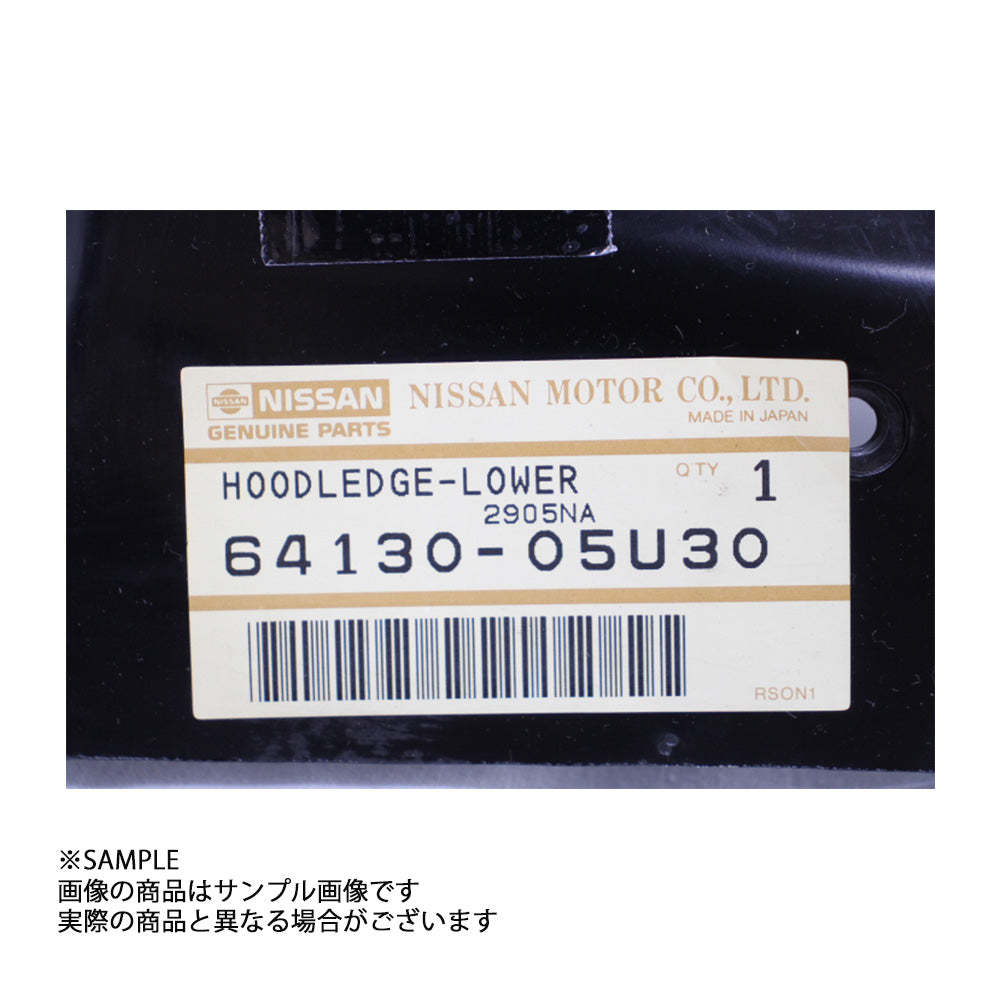 NISSAN
NISSAN
GENUINE PARTS
NISSAN MOTOR CO., LTD.
MADE IN JAPAN
HOODLEDGE-LOWER
QTY 1
2905NA
64130-05U30
RSON1
※SAMPLE
画像の商品はサンプル画像です
実際の商品と異なる場合がございます